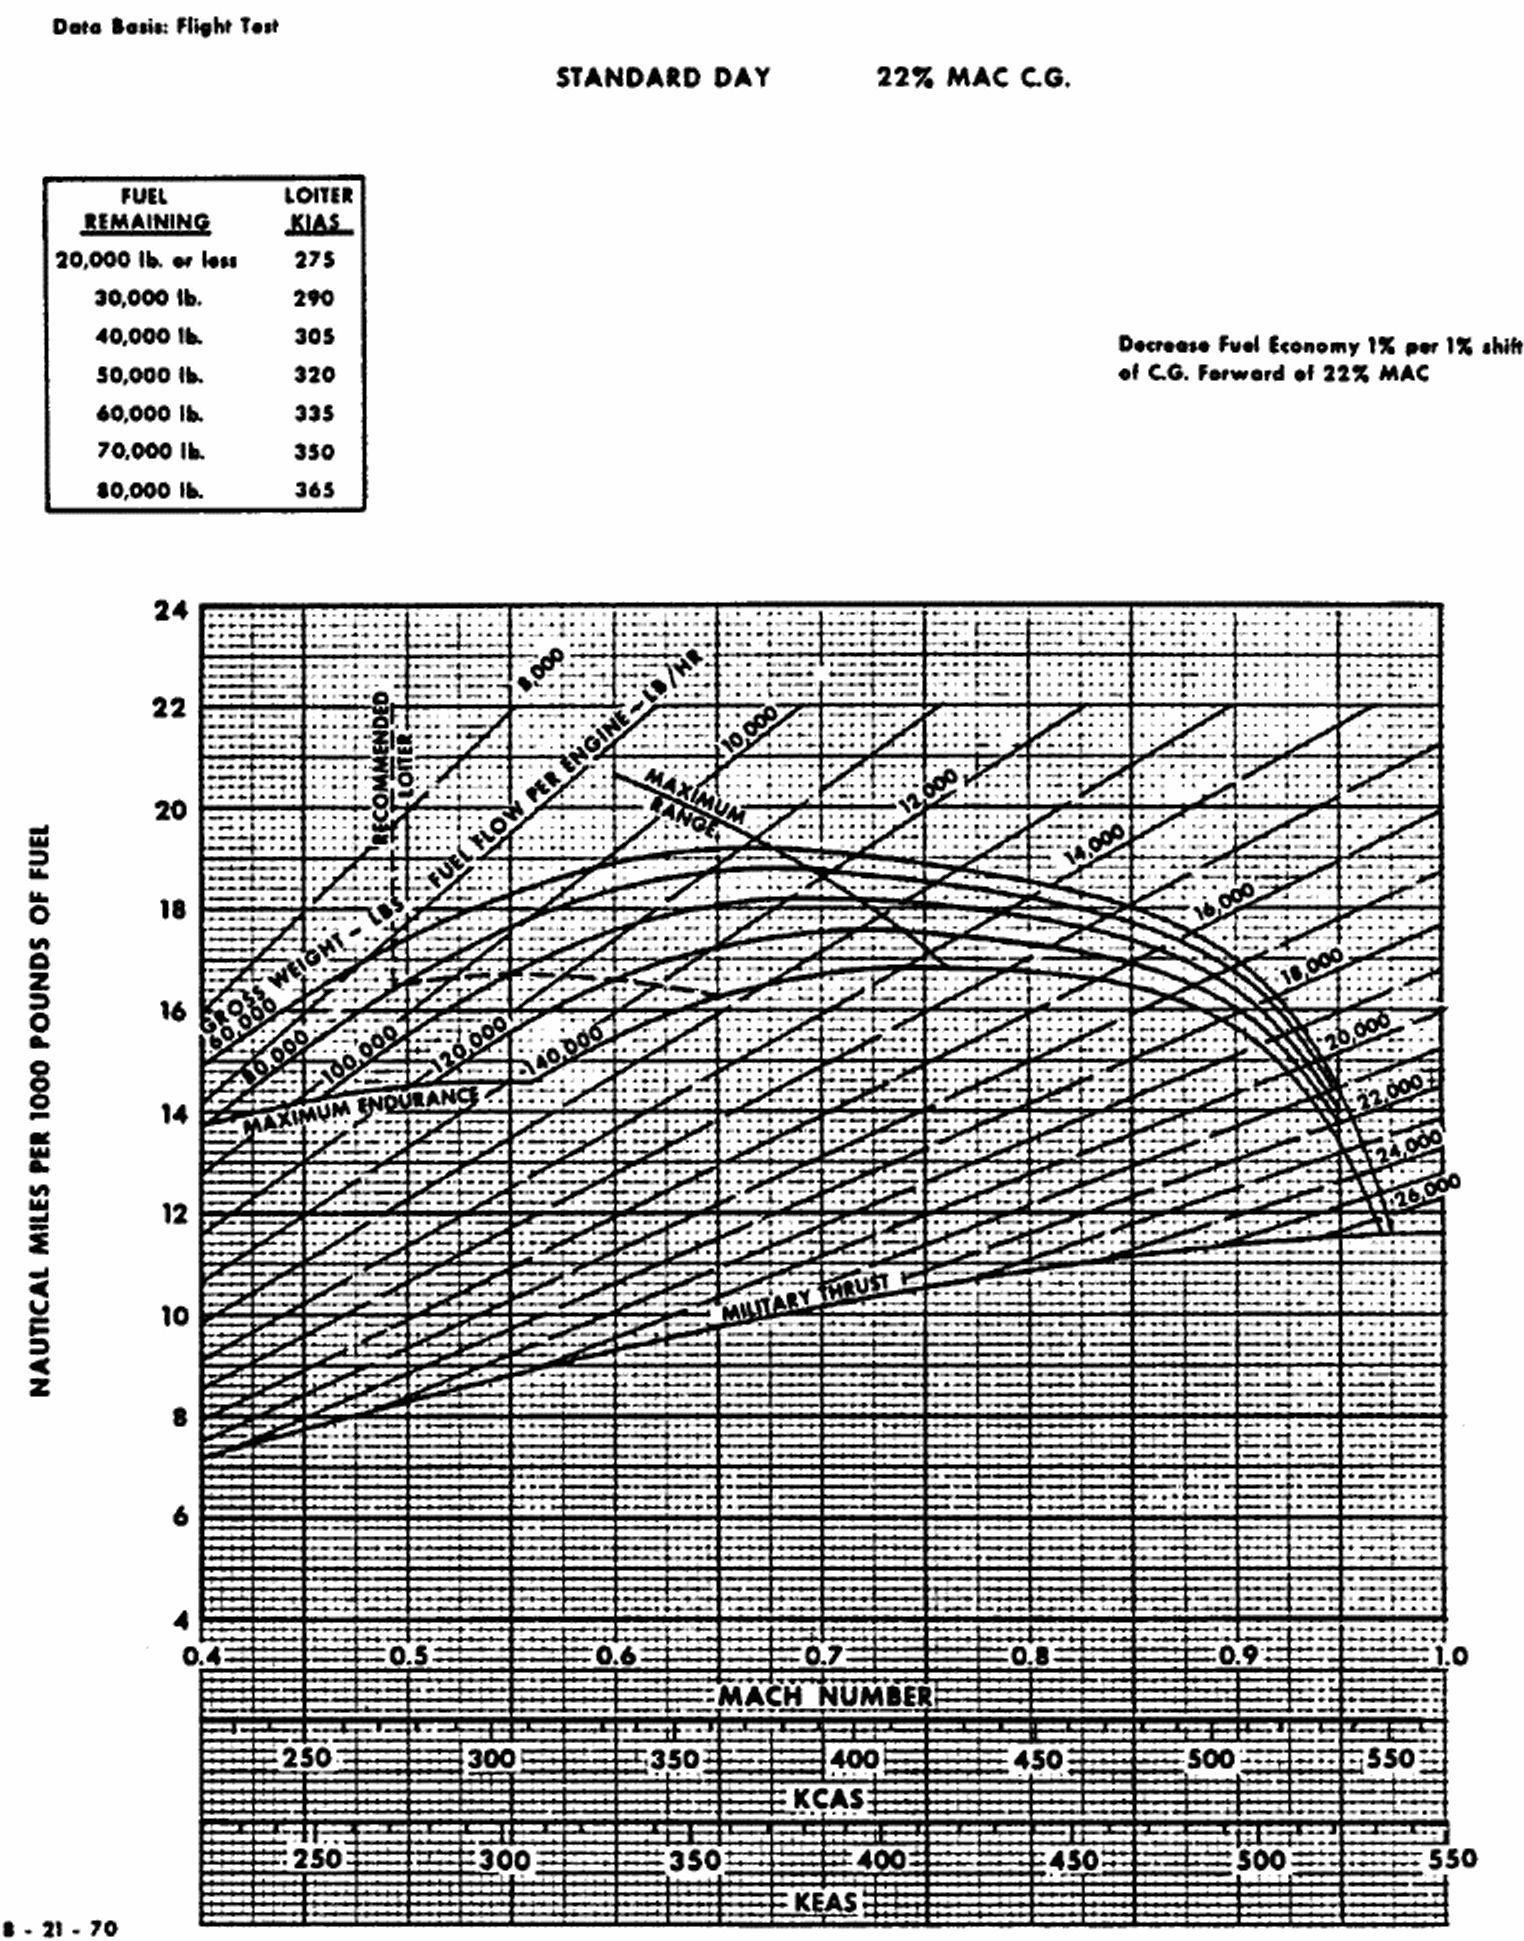 Data Basis: Flight Test
STANDARD DAY 22% MAC C.G.
FUEL REMAINING LOITER KIAS
20,000 lb. or less 275
30,000 lb. 290
40,000 lb. 305
50,000 lb. 320
60,000 lb. 335
70,000 lb. 350
80,000 lb. 365
Decrease Fuel Economy 1% per 1% shift
of C.G. Forward of 22% MAC
NAUTICAL MILES PER 1000 POUNDS OF FUEL
24
22
20
18
16
14
12
10
8
6
4
RECOMMENDED
LOITER
8,000
FUEL FLOW PER ENGINE ~ LB/HR
10,000
MAXIMUM
RANGE
12,000
14,000
16,000
18,000
20,000
22,000
24,000
26,000
GROSS WEIGHT ~ LBS
60,000
80,000
100,000
120,000
140,000
MAXIMUM ENDURANCE
MILITARY THRUST
0.4 0.5 0.6 0.7 0.8 0.9 1.0
MACH NUMBER
250 300 350 400 450 500 550
KCAS
250 300 350 400 450 500 550
KEAS
8 - 21 - 70